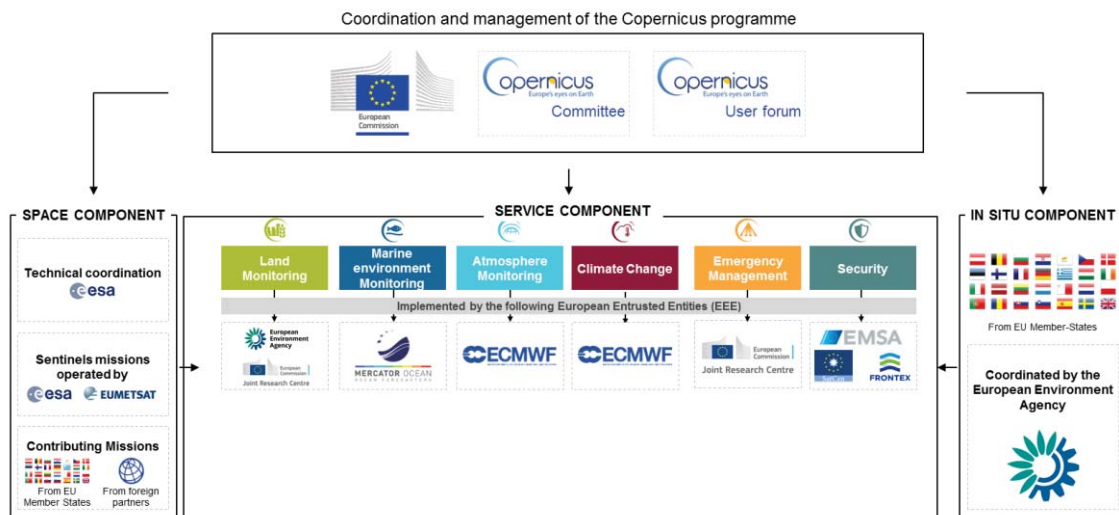 Coordination and management of the Copernicus programme
European
Commission
opernicus
Europe's eyes on Earth
Committee
opernicus
Europe's eyes on Earth
User forum
SPACE COMPONENT
Technical coordination
esa
Sentinels missions
operated by
esa
EUMETSAT
Contributing Missions
From EU
Member States
From foreign
partners
SERVICE COMPONENT
Land
Monitoring
Marine
environment
Monitoring
Atmosphere
Monitoring
Climate Change
Emergency
Management
Security
Implemented by the following European Entrusted Entities (EEE)
European
Environment
Agency
European
Commission
Joint Research Centre
MERCATOR OCEAN
OCEAN FORECASTERS
ECMWF
ECMWF
European
Commission
Joint Research Centre
EMSA
FRONTEX
IN SITU COMPONENT
From EU Member-States
Coordinated by the
European Environment
Agency